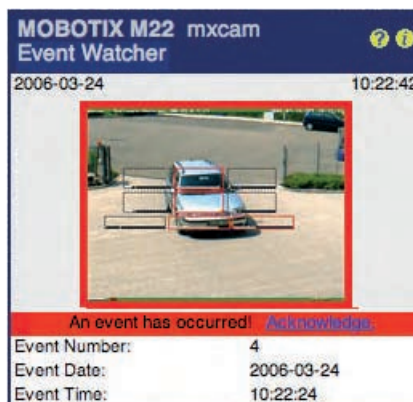 MOBOTIX M22 mxcam
Event Watcher
2006-03-24 10:22:42
An event has occurred! Acknowledge.
Event Number: 4
Event Date: 2006-03-24
Event Time: 10:22:24